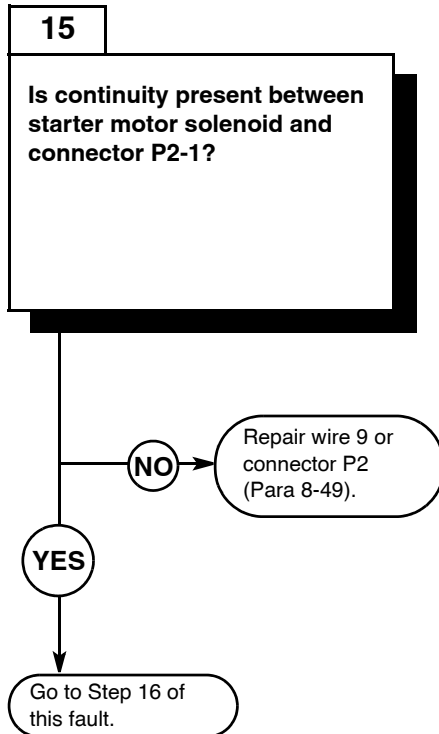 15
Is continuity present between
starter motor solenoid and
connector P2-1?
NO
Repair wire 9 or
connector P2
(Para 8-49).
YES
Go to Step 16 of
this fault.